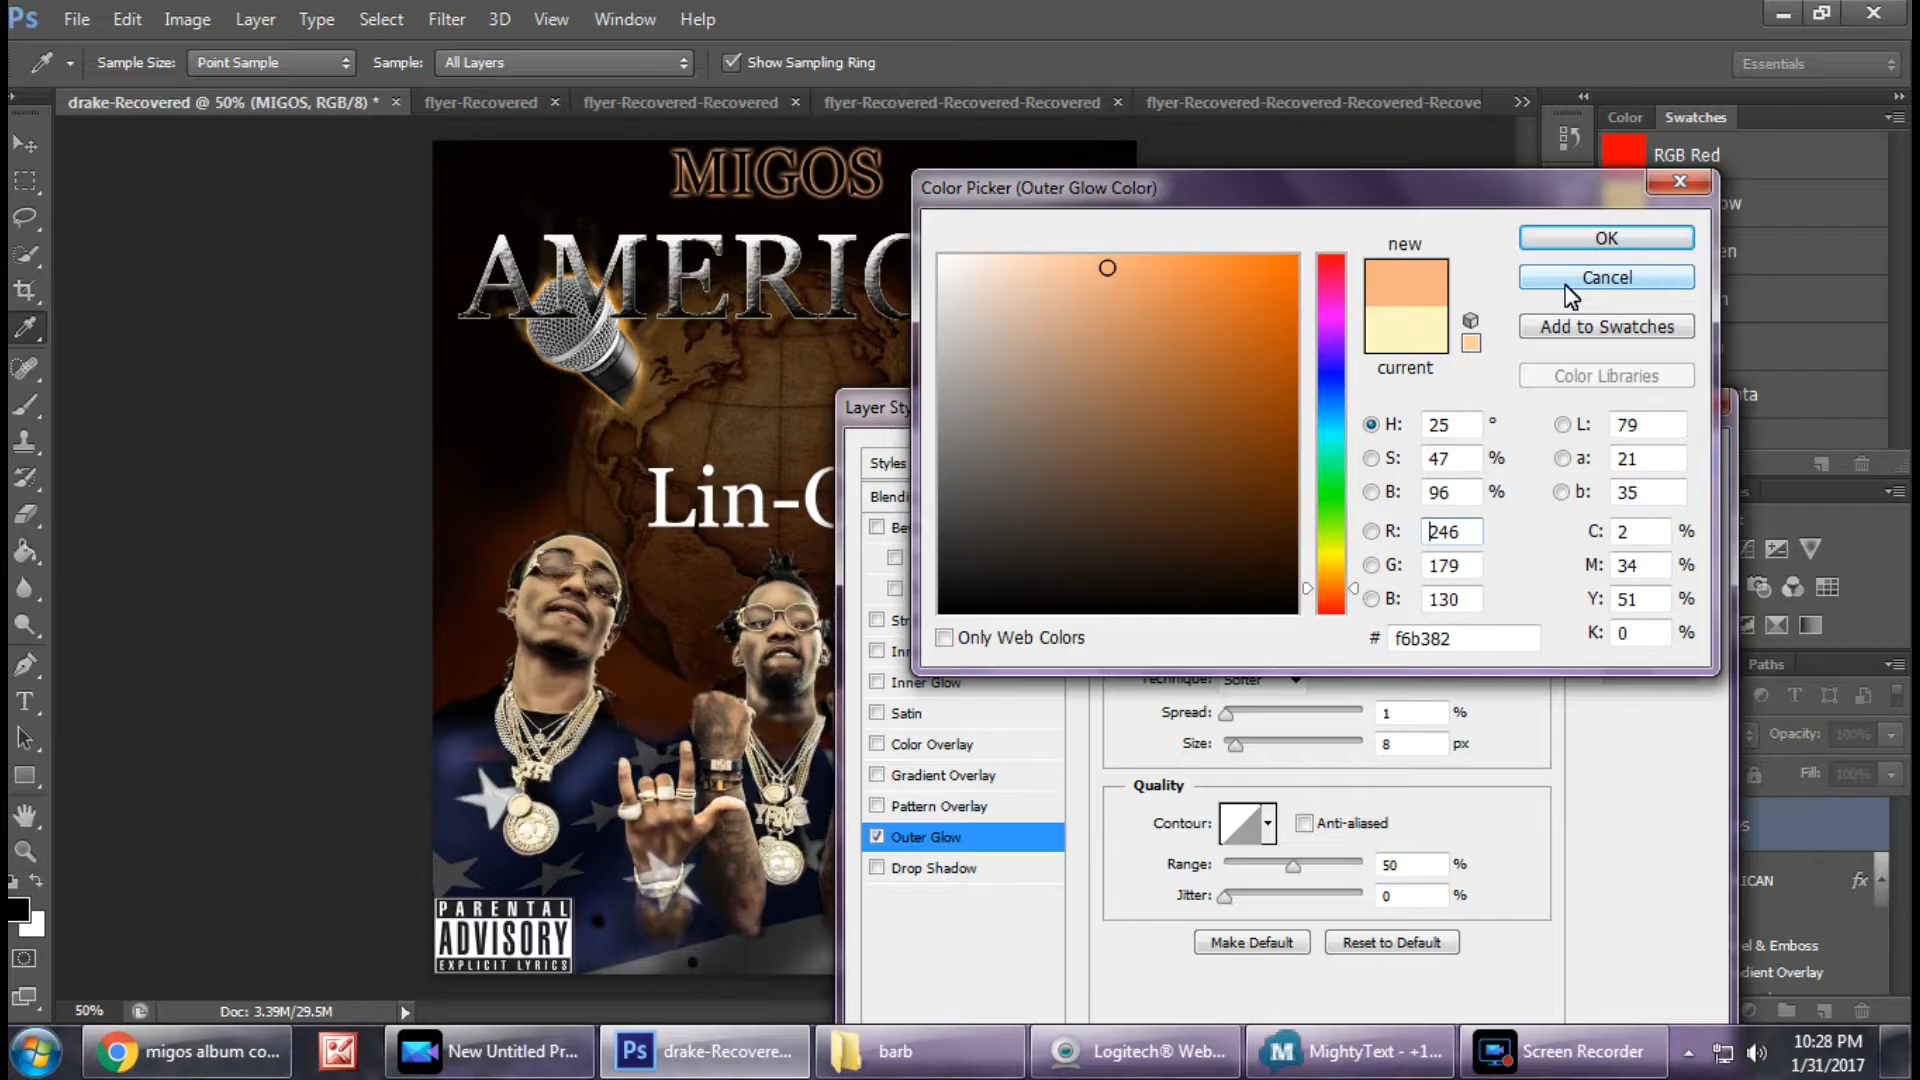 Ps File Edit Image Layer Type Select Filter 3D View Window Help
Sample Size: Point Sample Sample: All Layers Show Sampling Ring Essentials
drake-Recovered @ 50% (MIGOS, RGB/8) * × flyer-Recovered × flyer-Recovered-Recovered × flyer-Recovered-Recovered-Recovered × flyer-Recovered-Recovered-Recovered-Recove
Color Swatches
RGB Red
MIGOS
AMERIC
Lin-
PARENTAL
ADVISORY
EXPLICIT LYRICS
Color Picker (Outer Glow Color)
new
current
OK
Cancel
Add to Swatches
Color Libraries
H: 25 °
S: 47 %
B: 96 %
R: 246
G: 179
B: 130
# f6b382
L: 79
a: 21
b: 35
C: 2 %
M: 34 %
Y: 51 %
K: 0 %
Only Web Colors
Layer Sty
Styles
Blendi
Inner Glow
Satin
Color Overlay
Gradient Overlay
Pattern Overlay
Outer Glow
Drop Shadow
Technique: Softer
Spread: 1 %
Size: 8 px
Quality
Contour: Anti-aliased
Range: 50 %
Jitter: 0 %
Make Default Reset to Default
Paths
Opacity: 100%
Fill: 100%
ICAN fx
el & Emboss
dient Overlay
50% Doc: 3.39M/29.5M
migos album co... New Untitled Pr... Ps drake-Recovere... barb Logitech® Web... MightyText - +1... Screen Recorder
10:28 PM
1/31/2017